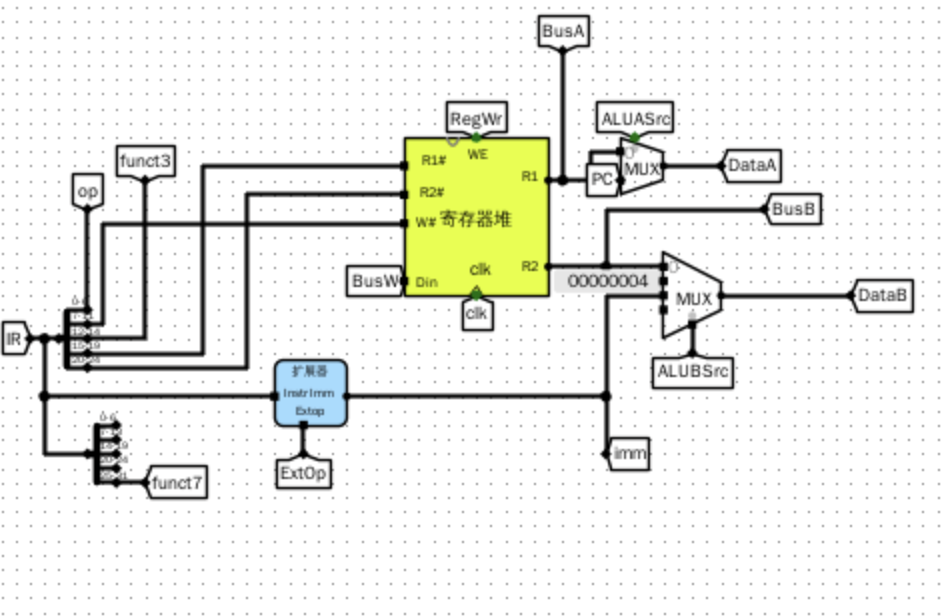 BusA
RegWr
ALUASrc
WE
funct3
R1#
R1
MUX
DataA
PC
op
R2#
BusB
W# 寄存器堆
clk
R2
BusW
Din
00000004
MUX
DataB
clk
IR
扩展器
ALUBSrc
Instr Imm
Extop
imm
ExtOp
funct7